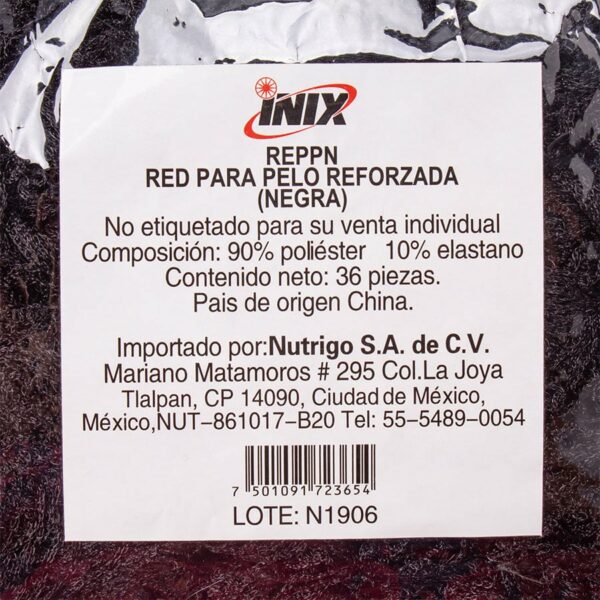 INIX
REPPN
RED PARA PELO REFORZADA
(NEGRA)
No etiquetado para su venta individual
Composición: 90% poliéster 10% elastano
Contenido neto: 36 piezas.
Pais de origen China.
Importado por:Nutrigo S.A. de C.V.
Mariano Matamoros # 295 Col.La Joya
Tlalpan, CP 14090, Ciudad de México,
México,NUT-861017-B20 Tel: 55-5489-0054
7 501091 723654
LOTE: N1906